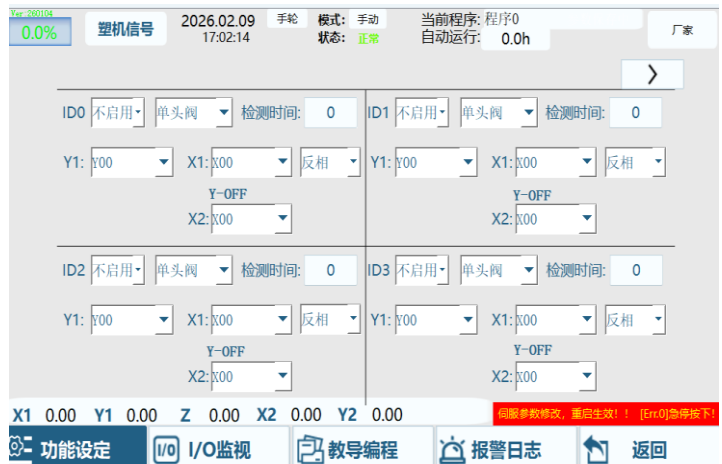 Ver:260104
0.0% 塑机信号 2026.02.09 手轮 模式: 手动 当前程序: 程序0 厂家
17:02:14 状态: 正常 自动运行: 0.0h
ID0 不启用 单头阀 检测时间: 0 ID1 不启用 单头阀 检测时间: 0
Y1: Y00 X1: X00 反相 Y1: Y00 X1: X00 反相
Y-OFF Y-OFF
X2: X00 X2: X00
ID2 不启用 单头阀 检测时间: 0 ID3 不启用 单头阀 检测时间: 0
Y1: Y00 X1: X00 反相 Y1: Y00 X1: X00 反相
Y-OFF Y-OFF
X2: X00 X2: X00
X1 0.00 Y1 0.00 Z 0.00 X2 0.00 Y2 0.00 伺服参数修改，重启生效！！ [Err.0]急停按下!
功能设定 I/O I/O监视 教导编程 报警日志 返回